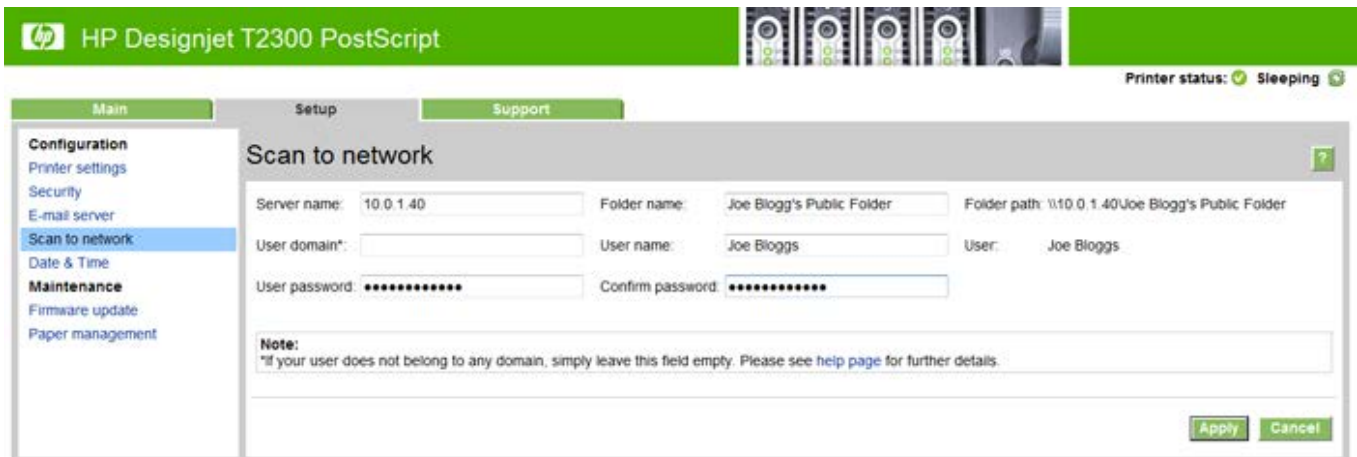 hp HP Designjet T2300 PostScript
Printer status: Sleeping
Main Setup Support
Configuration
Printer settings
Security
E-mail server
Scan to network
Date & Time
Maintenance
Firmware update
Paper management
Scan to network
?
Server name: 10.0.1.40 Folder name: Joe Blogg's Public Folder Folder path: \\10.0.1.40\Joe Blogg's Public Folder
User domain*: User name: Joe Bloggs User: Joe Bloggs
User password: •••••••••••• Confirm password: ••••••••••••
Note:
*If your user does not belong to any domain, simply leave this field empty. Please see help page for further details.
Apply Cancel